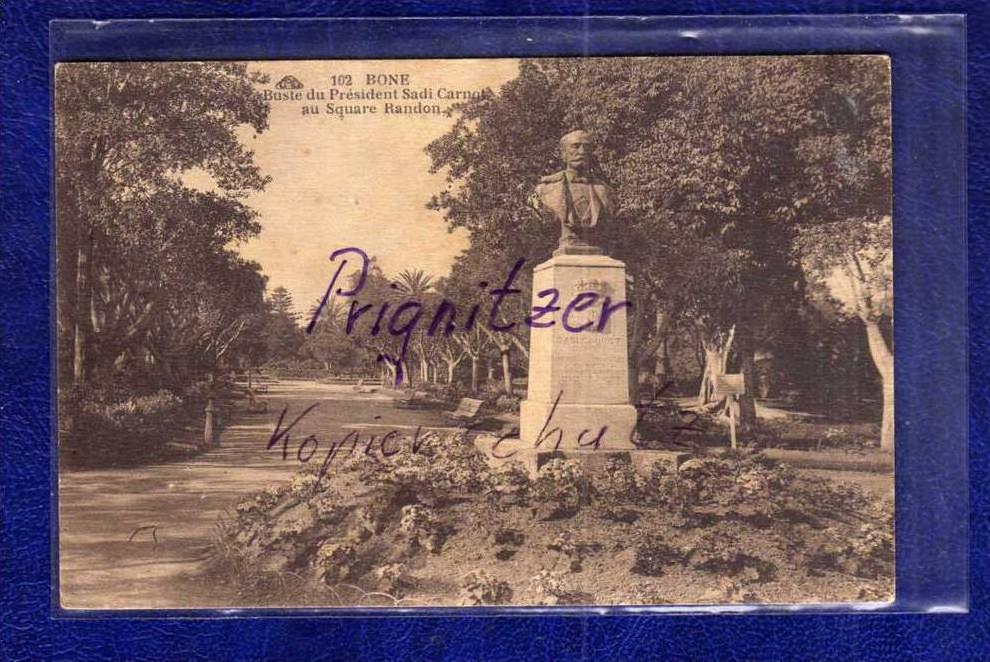 102 BONE
Buste du Président Sadi Carnot
au Square Randon
Prignitzer
Kopierschutz
SADI CARNOT